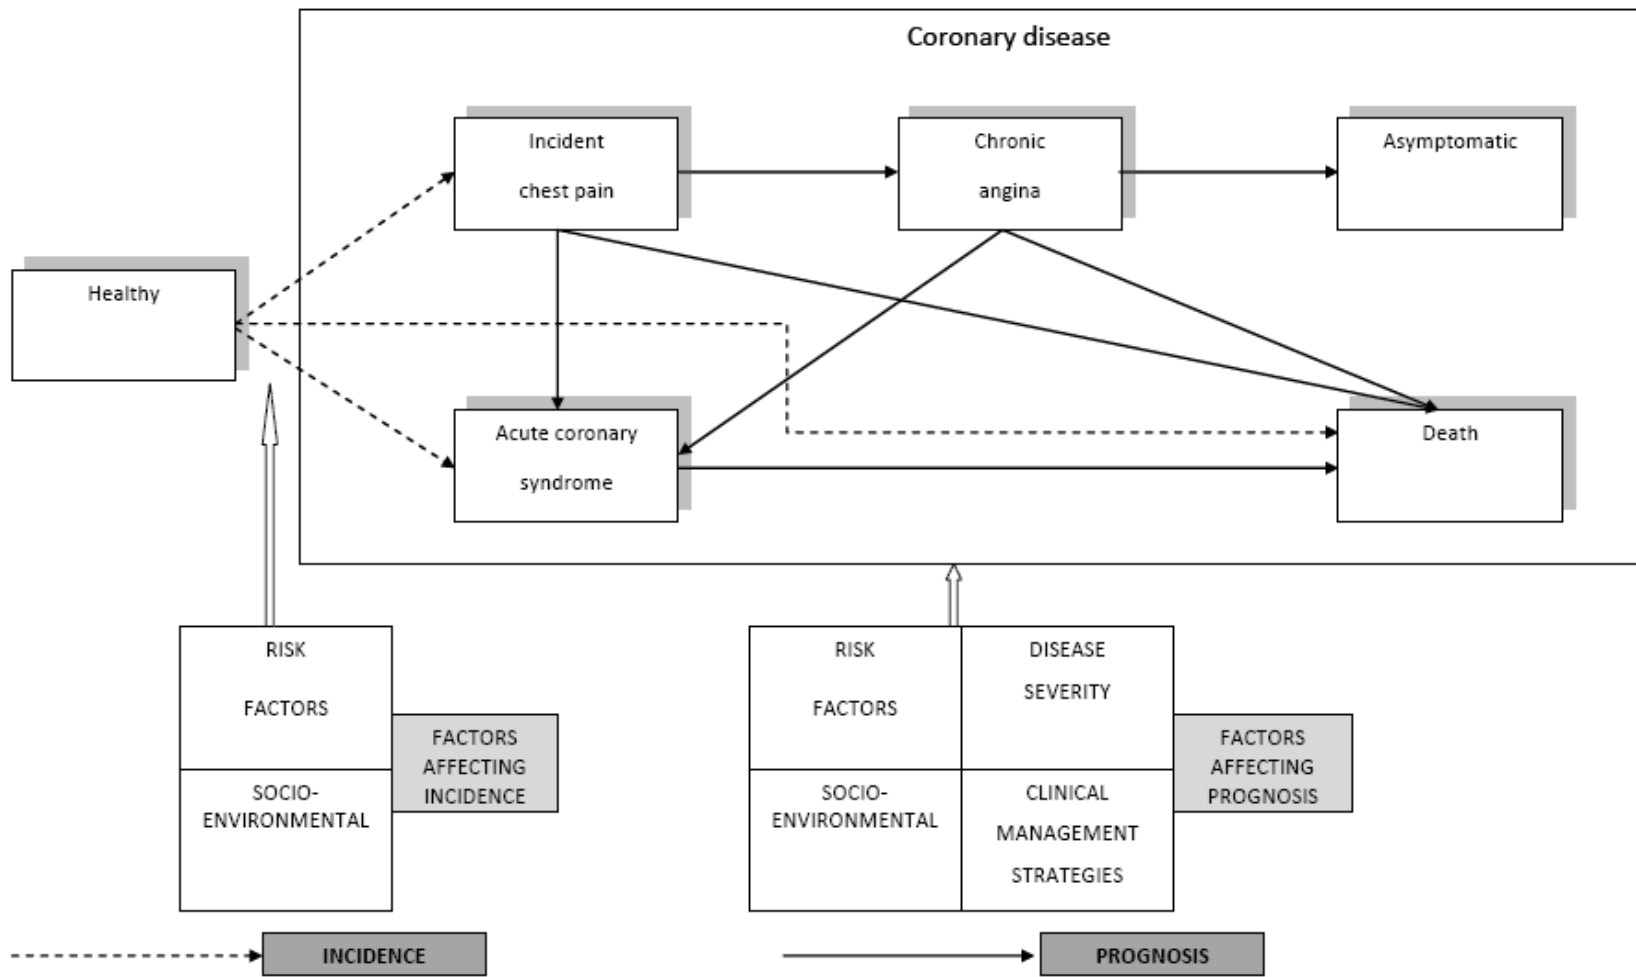 Coronary disease
Incident
chest pain
Chronic
angina
Asymptomatic
Healthy
Acute coronary
syndrome
Death
RISK
FACTORS
SOCIO-
ENVIRONMENTAL
FACTORS
AFFECTING
INCIDENCE
RISK
FACTORS
DISEASE
SEVERITY
SOCIO-
ENVIRONMENTAL
CLINICAL
MANAGEMENT
STRATEGIES
FACTORS
AFFECTING
PROGNOSIS
INCIDENCE
PROGNOSIS